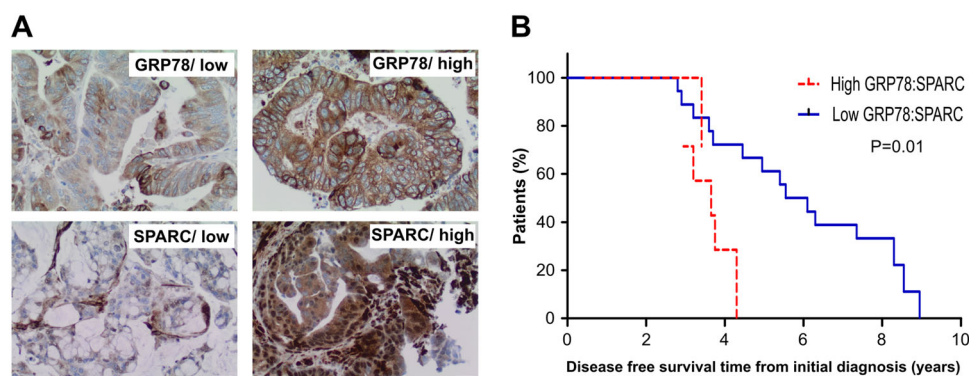 A
GRP78/ low
GRP78/ high
SPARC/ low
SPARC/ high
B
100
80
60
40
20
0
Patients (%)
High GRP78:SPARC
Low GRP78:SPARC
P=0.01
0 2 4 6 8 10
Disease free survival time from initial diagnosis (years)